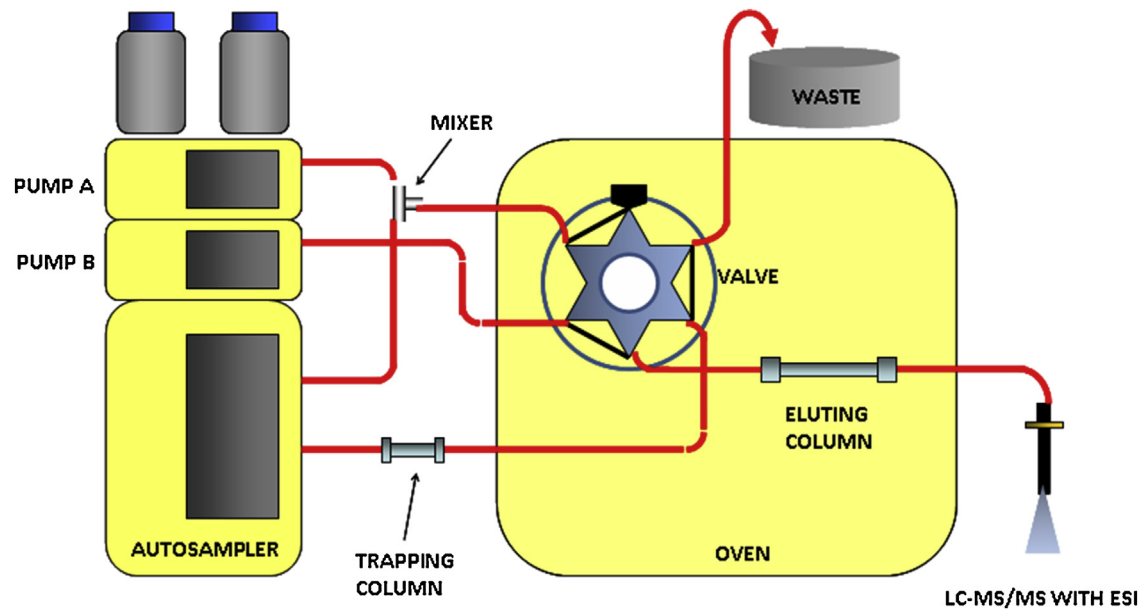 WASTE
MIXER
PUMP A
PUMP B
VALVE
ELUTING
COLUMN
AUTOSAMPLER
TRAPPING
COLUMN
OVEN
LC-MS/MS WITH ESI